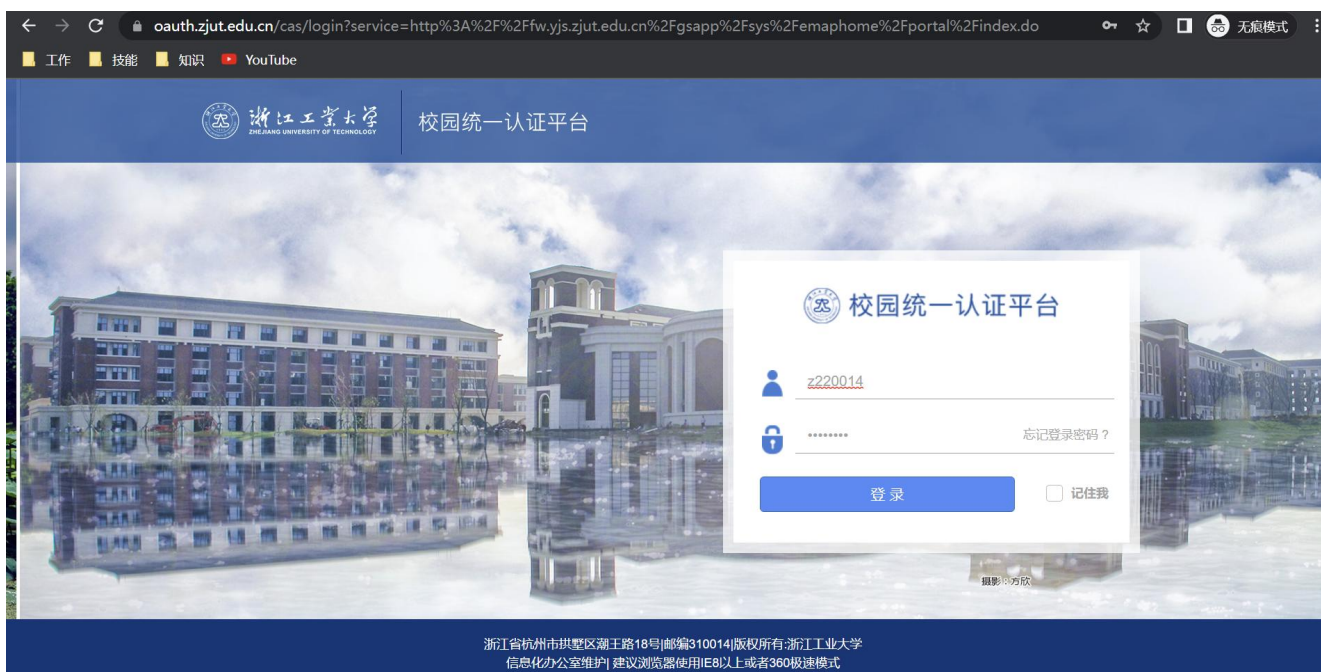 oauth.zjut.edu.cn/cas/login?service=http%3A%2F%2Ffw.yjs.zjut.edu.cn%2Fgsapp%2Fsys%2Femaphome%2Fportal%2Findex.do
无痕模式
工作 技能 知识 YouTube
浙江工业大学
ZHEJIANG UNIVERSITY OF TECHNOLOGY
校园统一认证平台
校园统一认证平台
z220014
******** 忘记登录密码？
登录 记住我
摄影：方欣
浙江省杭州市拱墅区潮王路18号|邮编310014|版权所有:浙江工业大学
信息化办公室维护| 建议浏览器使用IE8以上或者360极速模式